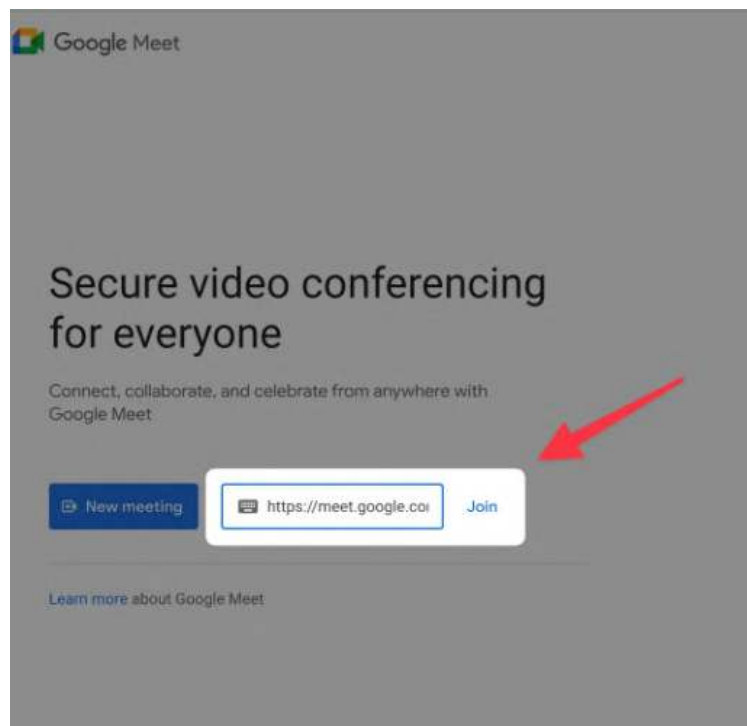 Google Meet
Secure video conferencing
for everyone
Connect, collaborate, and celebrate from anywhere with
Google Meet
New meeting
https://meet.google.co
Join
Learn more about Google Meet